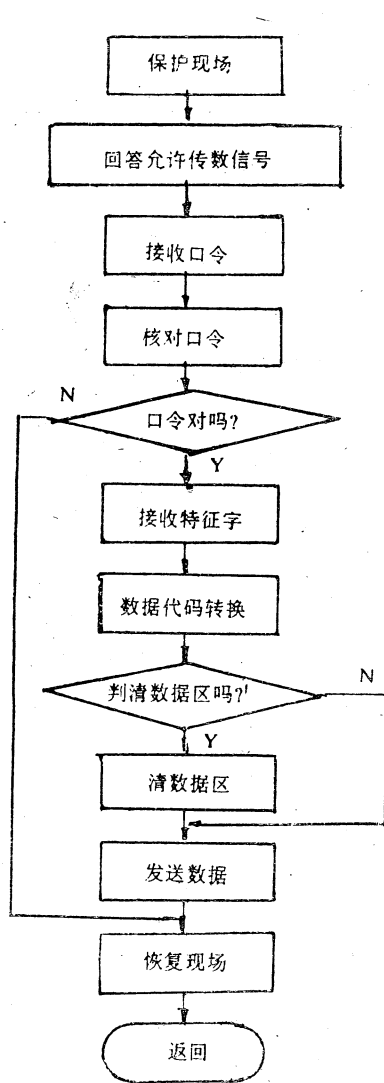 保护现场
回答允许传数信号
接收口令
核对口令
N
口令对吗?
Y
接收特征字
数据代码转换
判清数据区吗?
N
Y
清数据区
发送数据
恢复现场
返回